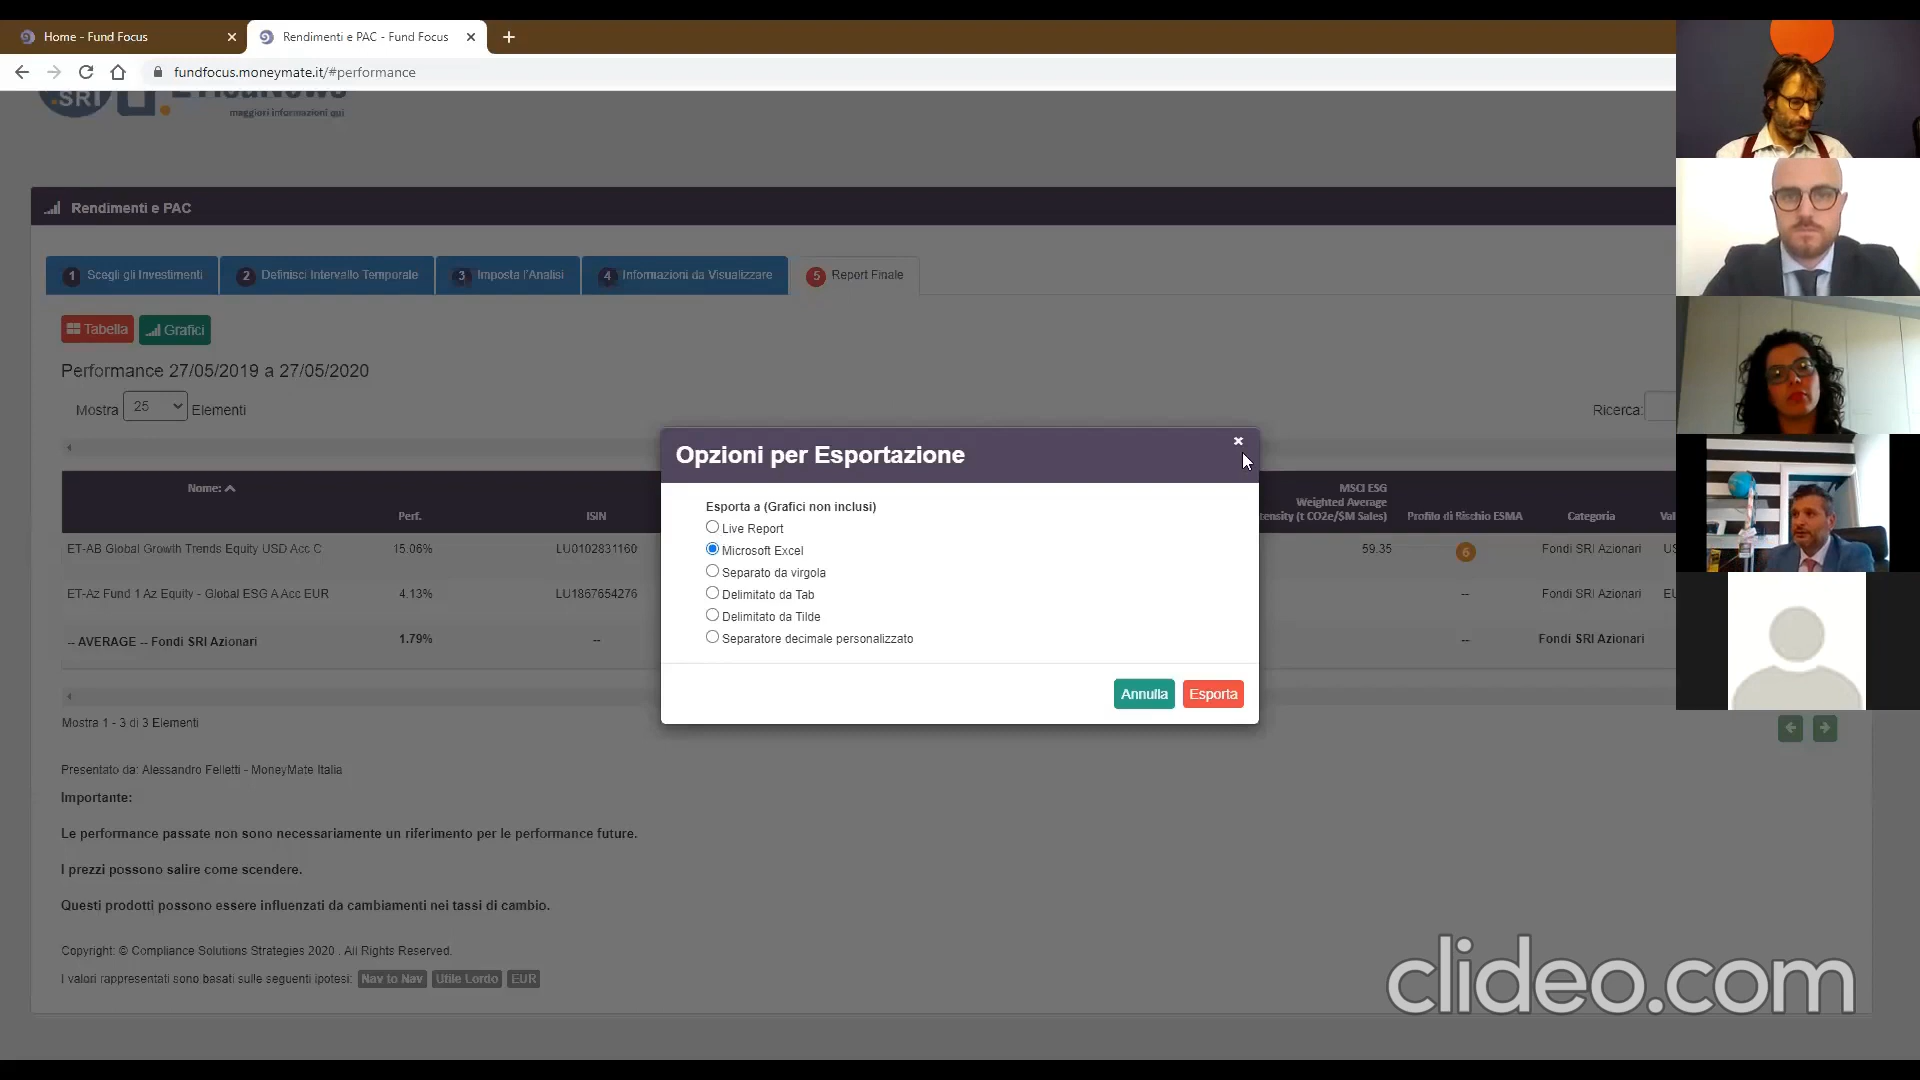 Home - Fund Focus
Rendimenti e PAC - Fund Focus
fundfocus.moneymate.it/#performance
.SRI
ETicaNews
maggiori informazioni qui
Rendimenti e PAC
1 Scegli gli Investimenti
2 Definisci Intervallo Temporale
3 Imposta l'Analisi
4 Informazioni da Visualizzare
5 Report Finale
Tabella
Grafici
Performance 27/05/2019 a 27/05/2020
Mostra 25 Elementi
Ricerca:
Nome:
Perf.
ISIN
MSCI ESG
Weighted Average
tensity (t CO2e/$M Sales)
Profilo di Rischio ESMA
Categoria
Val
ET-AB Global Growth Trends Equity USD Acc C
15.06%
LU0102831160
59.35
6
Fondi SRI Azionari
US
ET-Az Fund 1 Az Equity - Global ESG A Acc EUR
4.13%
LU1867654276
--
Fondi SRI Azionari
EU
-- AVERAGE -- Fondi SRI Azionari
1.79%
--
--
Fondi SRI Azionari
Mostra 1 - 3 di 3 Elementi
Opzioni per Esportazione
Esporta a (Grafici non inclusi)
Live Report
Microsoft Excel
Separato da virgola
Delimitato da Tab
Delimitato da Tilde
Separatore decimale personalizzato
Annulla
Esporta
Presentato da: Alessandro Felletti - MoneyMate Italia
Importante:
Le performance passate non sono necessariamente un riferimento per le performance future.
I prezzi possono salire come scendere.
Questi prodotti possono essere influenzati da cambiamenti nei tassi di cambio.
Copyright: © Compliance Solutions Strategies 2020 . All Rights Reserved.
I valori rappresentati sono basati sulle seguenti ipotesi: Nav to Nav Utile Lordo EUR
clideo.com